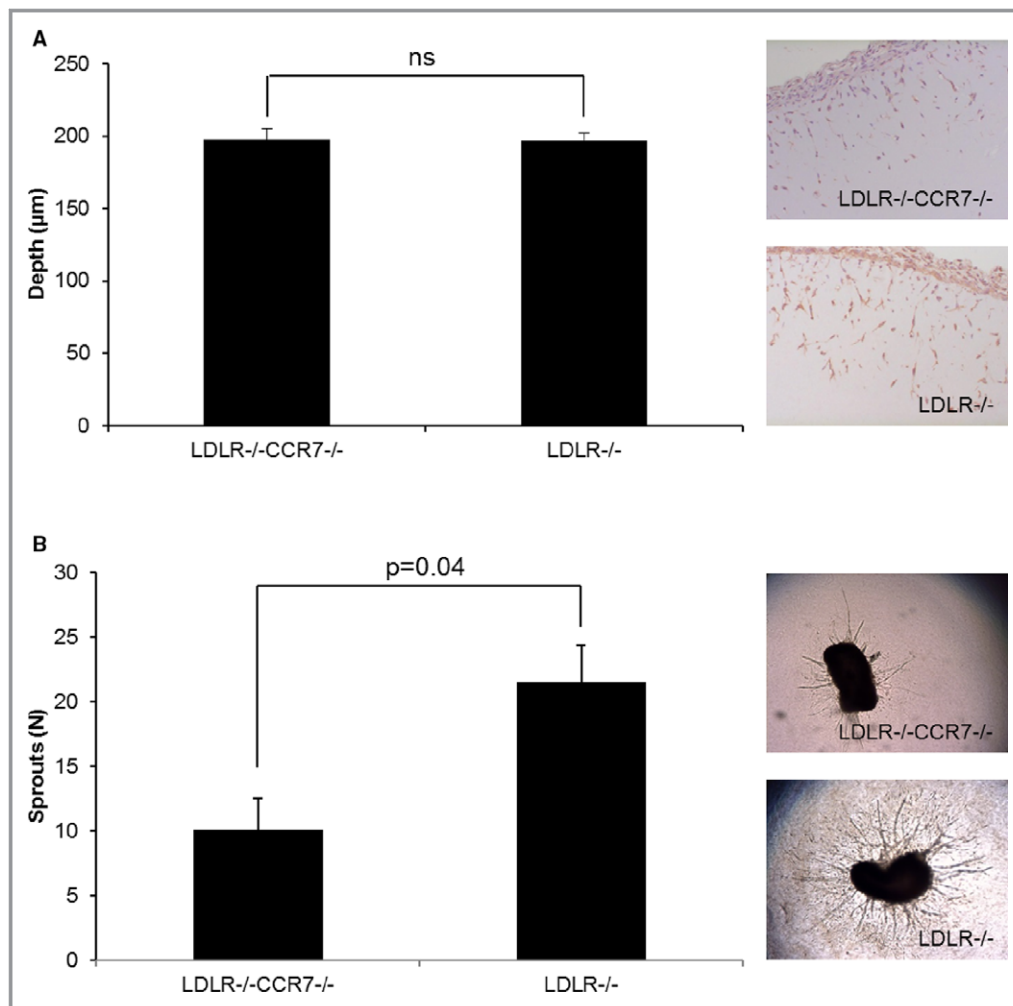 A
250
200
150
100
50
0
Depth (µm)
ns
LDLR-/-CCR7-/-
LDLR-/-
LDLR-/-CCR7-/-
LDLR-/-
B
30
25
20
15
10
5
0
Sprouts (N)
p=0.04
LDLR-/-CCR7-/-
LDLR-/-
LDLR-/-CCR7-/-
LDLR-/-